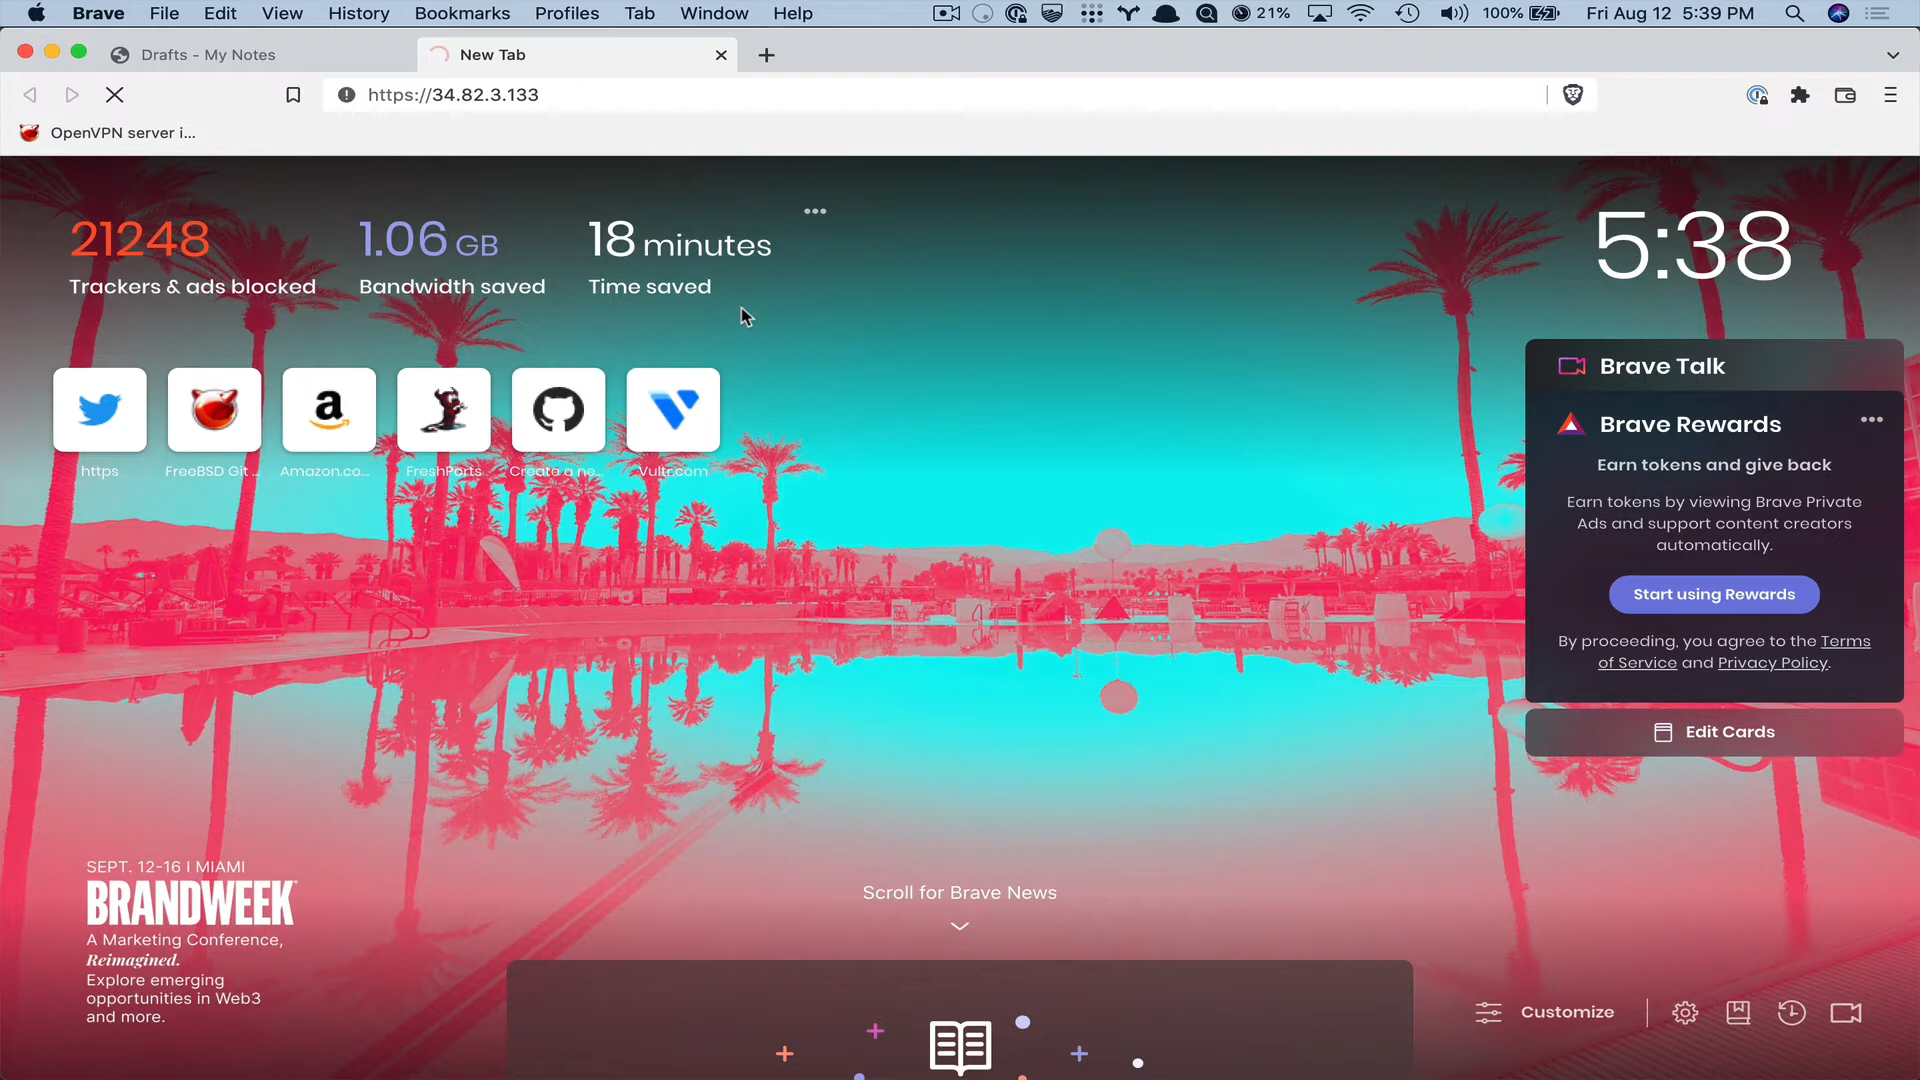 Brave File Edit View History Bookmarks Profiles Tab Window Help 21% 100% Fri Aug 12 5:39 PM
Drafts - My Notes
New Tab
https://34.82.3.133
OpenVPN server i...
21248
Trackers & ads blocked
1.06 GB
Bandwidth saved
18 minutes
Time saved
5:38
https
FreeBSD Git ...
Amazon.co...
FreshPorts
Create a ne...
Vultr.com
Brave Talk
Brave Rewards
Earn tokens and give back
Earn tokens by viewing Brave Private
Ads and support content creators
automatically.
Start using Rewards
By proceeding, you agree to the Terms
of Service and Privacy Policy.
Edit Cards
SEPT. 12-16 | MIAMI
BRANDWEEK
A Marketing Conference,
Reimagined.
Explore emerging
opportunities in Web3
and more.
Scroll for Brave News
Customize